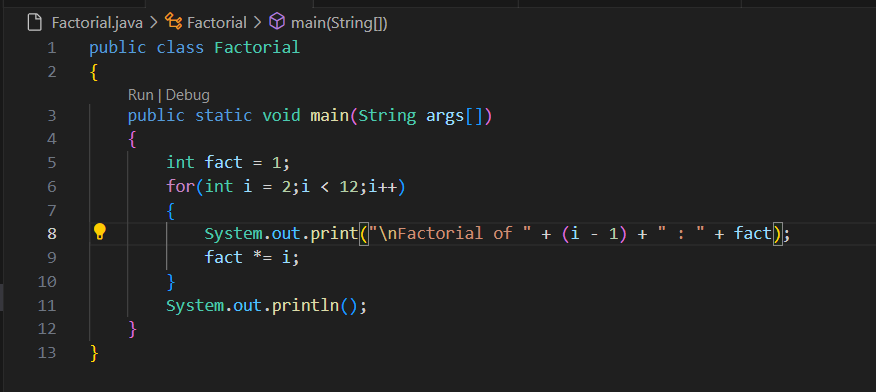 Factorial.java > Factorial > main(String[])
1 public class Factorial
2 {
Run | Debug
3 public static void main(String args[])
4 {
5 int fact = 1;
6 for(int i = 2;i < 12;i++)
7 {
8 System.out.print("\nFactorial of " + (i - 1) + " : " + fact);
9 fact *= i;
10 }
11 System.out.println();
12 }
13 }